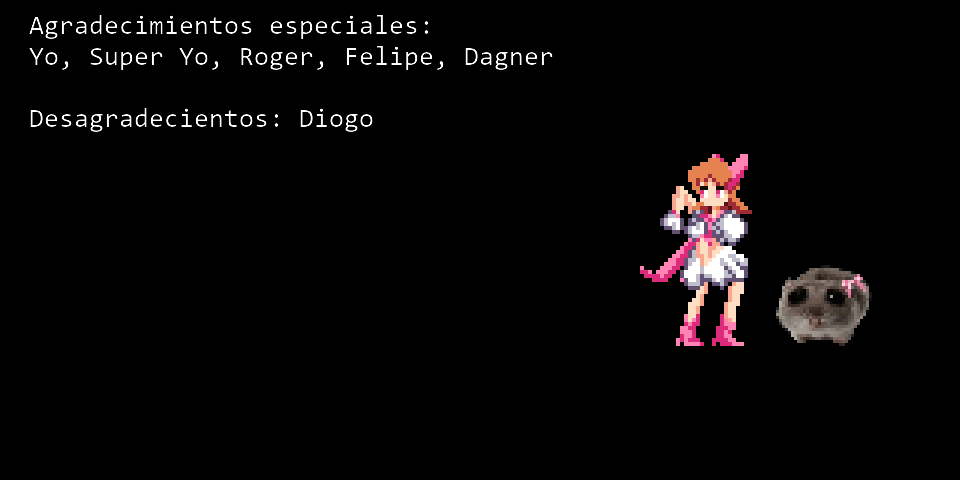 Agradecimientos especiales:
Yo, Super Yo, Roger, Felipe, Dagner
Desagradecientos: Diogo